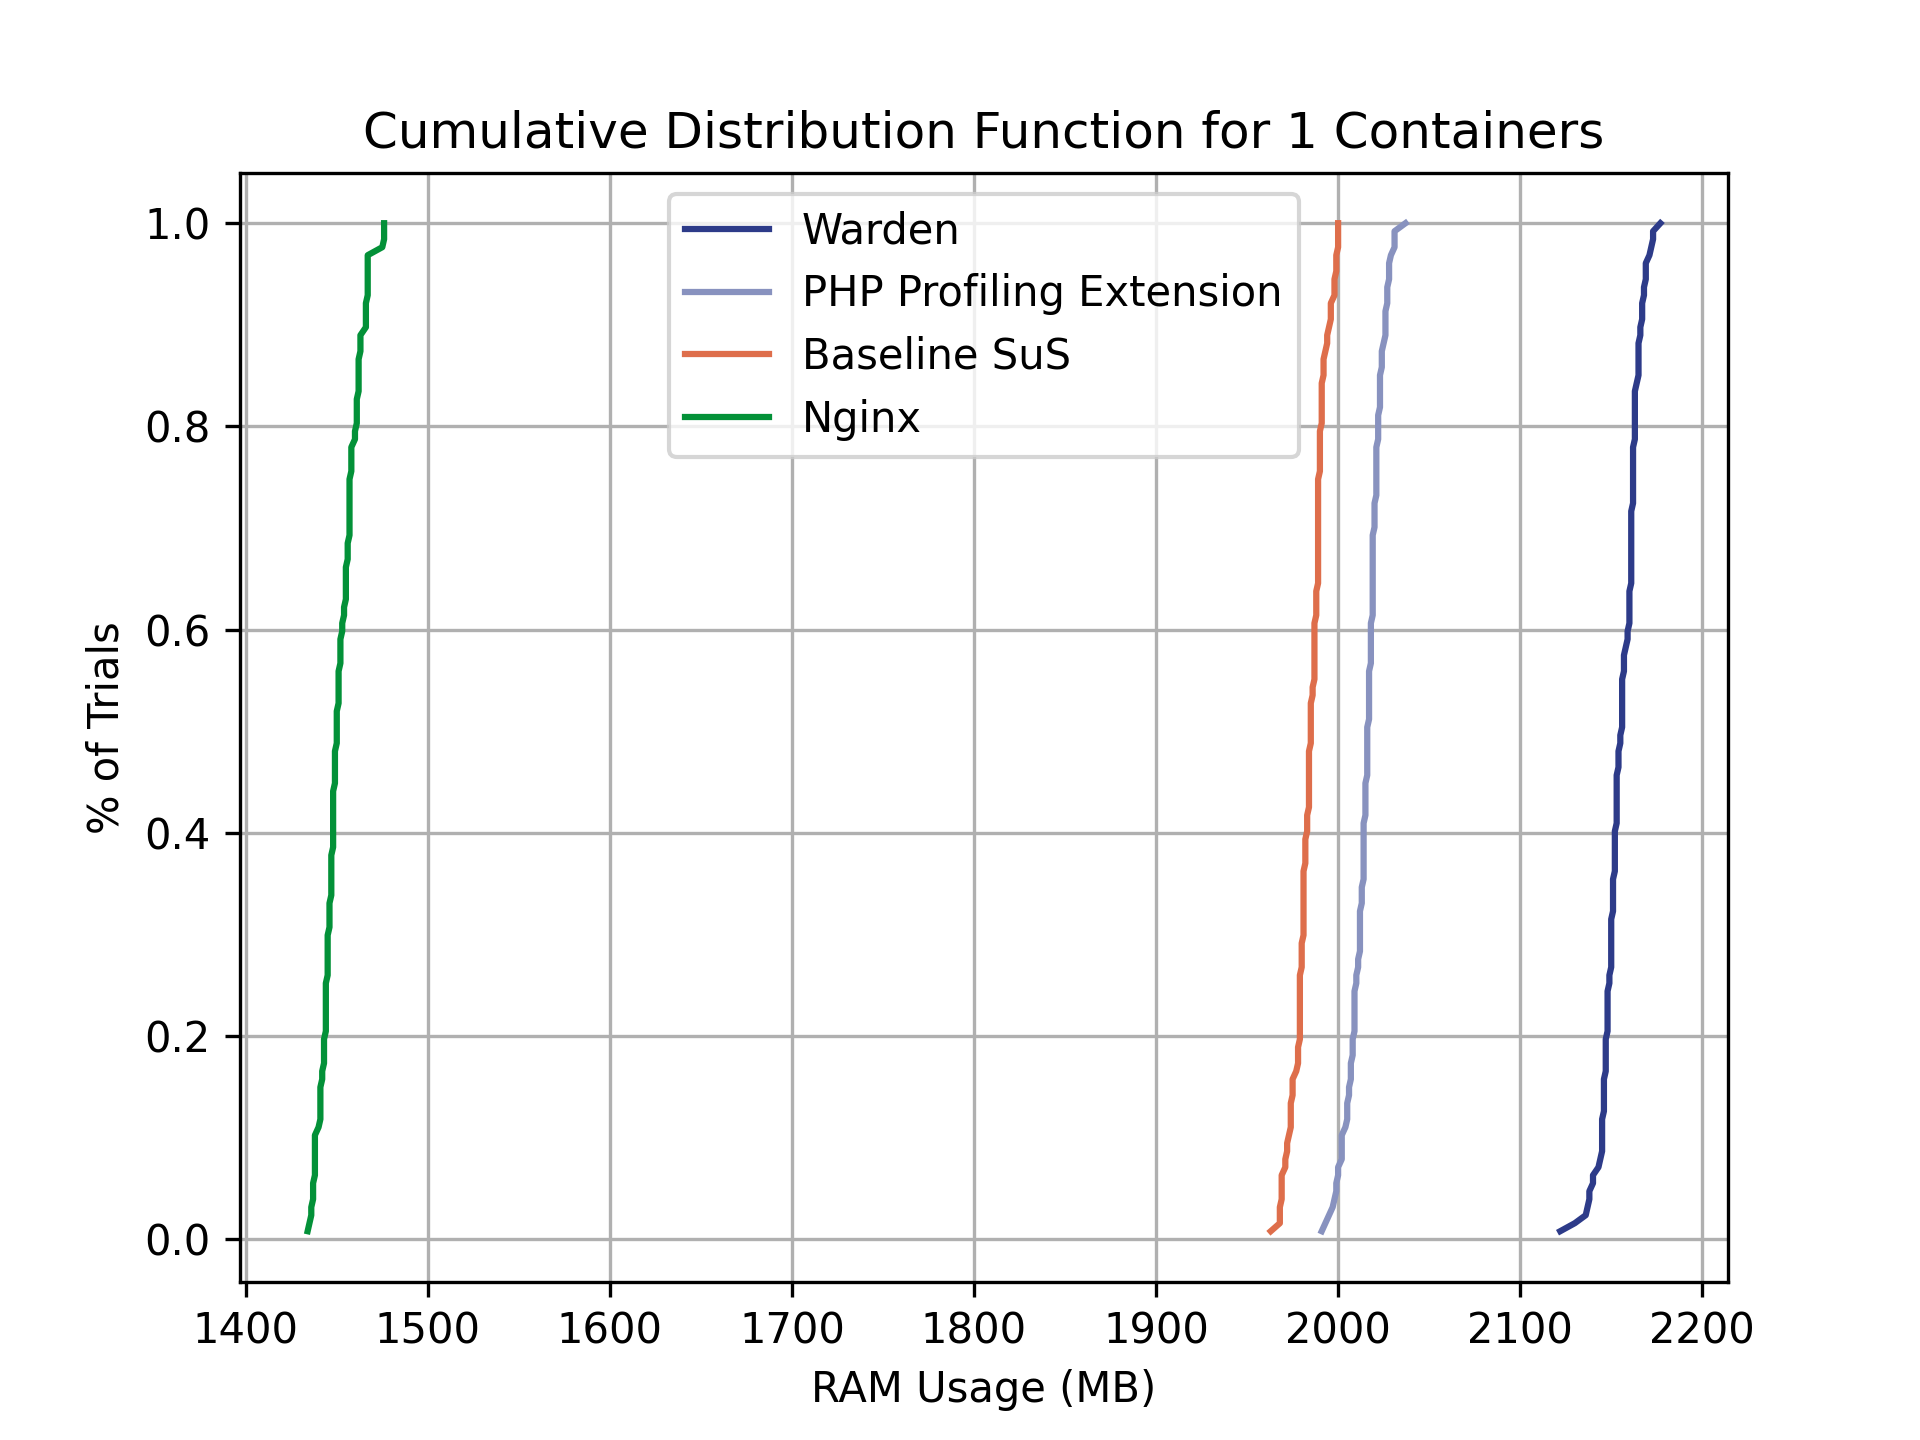 Cumulative Distribution Function for 1 Containers
Warden
PHP Profiling Extension
Baseline SuS
Nginx
1.0
0.8
0.6
0.4
0.2
0.0
% of Trials
1400 1500 1600 1700 1800 1900 2000 2100 2200
RAM Usage (MB)